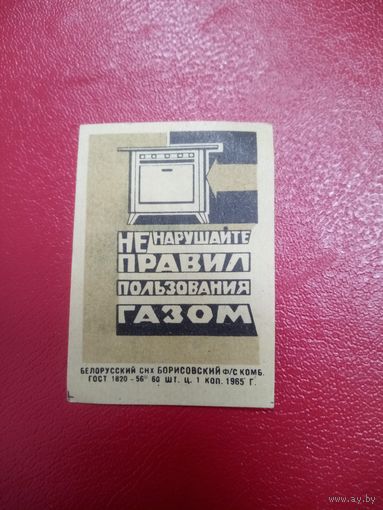 НЕ НАРУШАЙТЕ
ПРАВИЛ
ПОЛЬЗОВАНИЯ
ГАЗОМ
БЕЛОРУССКИЙ СНХ БОРИСОВСКИЙ Ф/С КОМБ.
ГОСТ 1820-56 60 ШТ. Ц. 1 КОП. 1965 Г.
www.ay.by